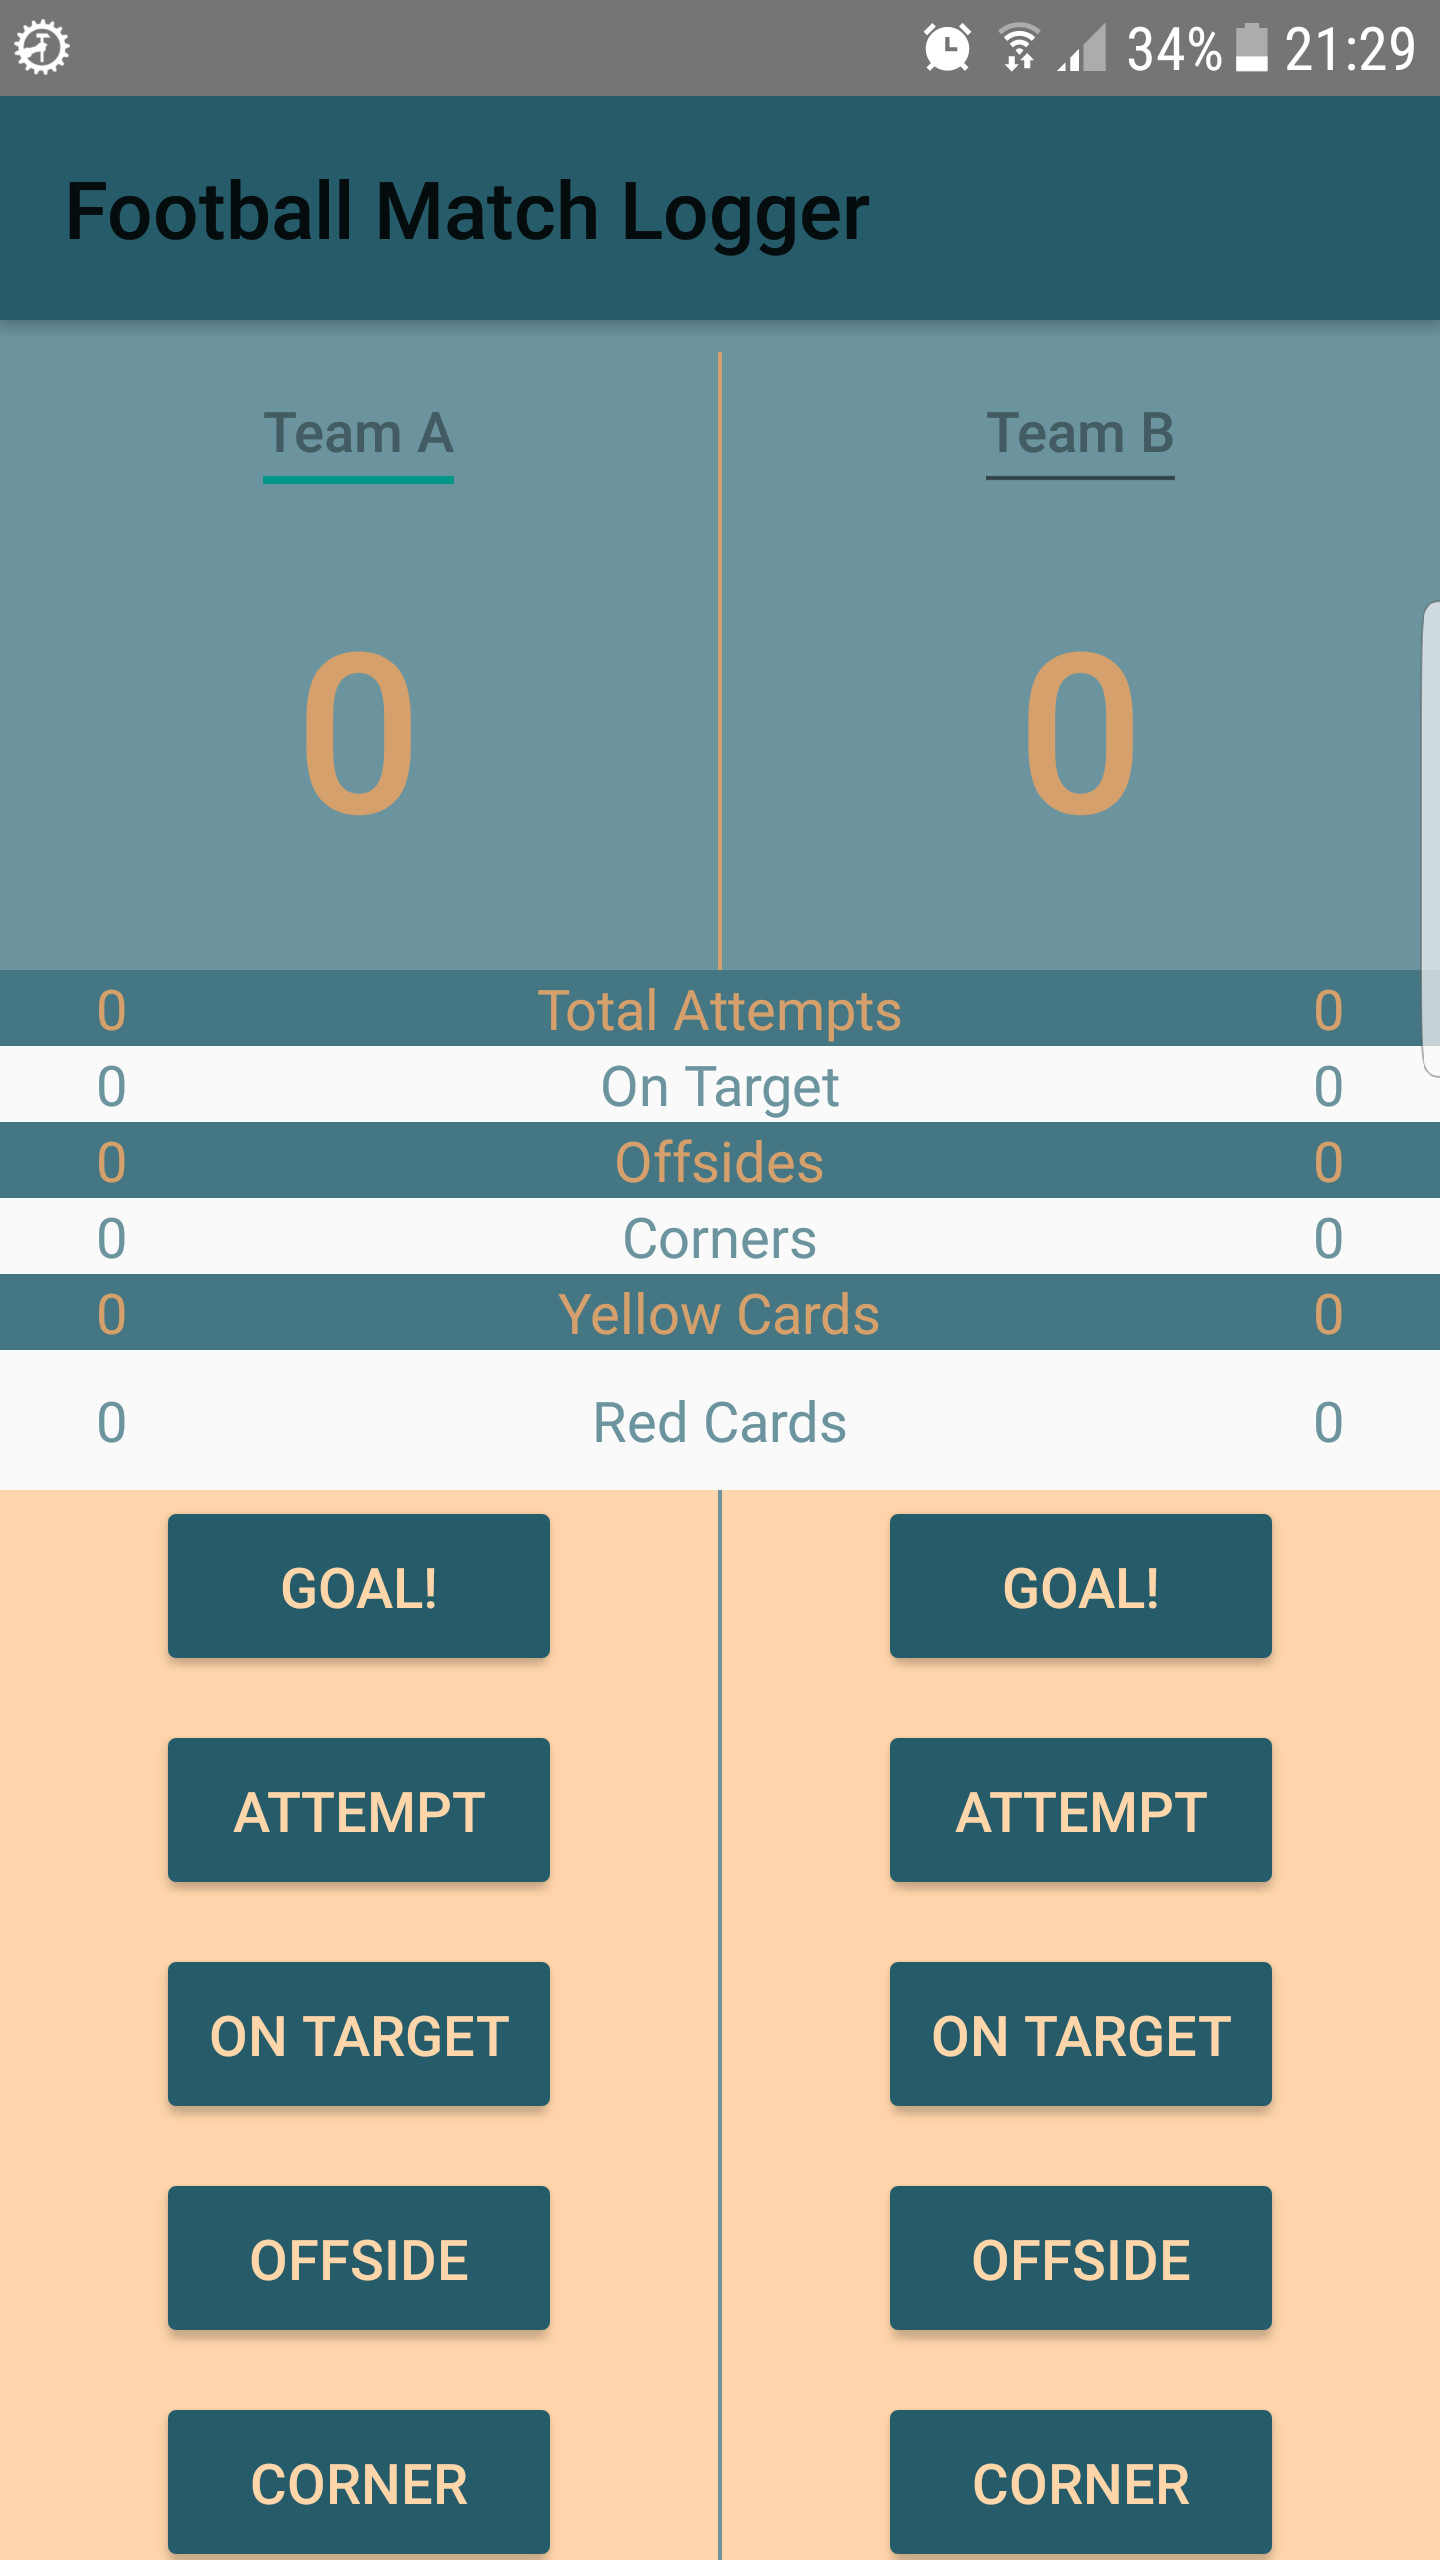 34% 21:29
Football Match Logger
Team A Team B
0 0
0 Total Attempts 0
0 On Target 0
0 Offsides 0
0 Corners 0
0 Yellow Cards 0
0 Red Cards 0
GOAL! GOAL!
ATTEMPT ATTEMPT
ON TARGET ON TARGET
OFFSIDE OFFSIDE
CORNER CORNER